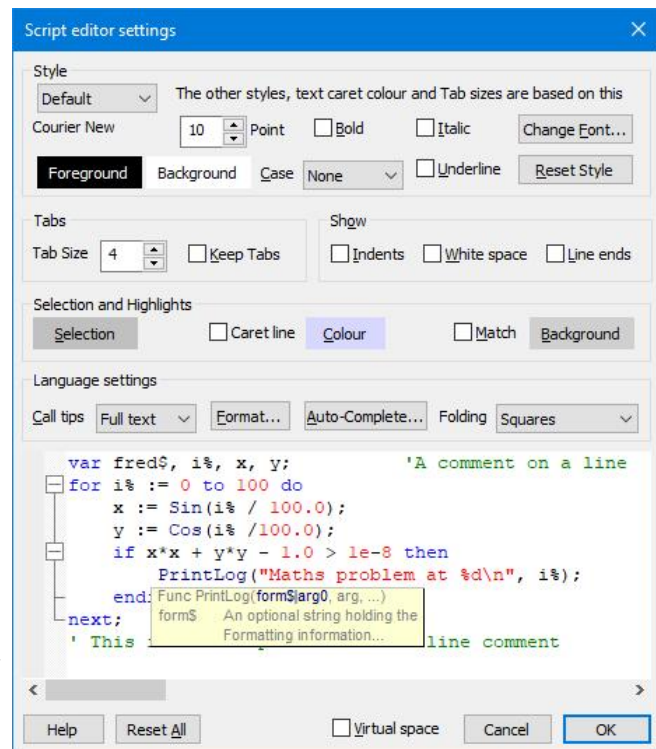 Script editor settings
Style
Default The other styles, text caret colour and Tab sizes are based on this
Courier New 10 Point Bold Italic Change Font...
Foreground Background Case None Underline Reset Style
Tabs Show
Tab Size 4 Keep Tabs Indents White space Line ends
Selection and Highlights
Selection Caret line Colour Match Background
Language settings
Call tips Full text Format... Auto-Complete... Folding Squares
var fred$, i%, x, y; 'A comment on a line
for i% := 0 to 100 do
x := Sin(i% / 100.0);
y := Cos(i% /100.0);
if x*x + y*y - 1.0 > 1e-8 then
PrintLog("Maths problem at %d\n", i%);
endi
Func PrintLog(form$|arg0, arg, ...)
next;
form$ An optional string holding the
Formatting information...
' This line comment
Help Reset All Virtual space Cancel OK